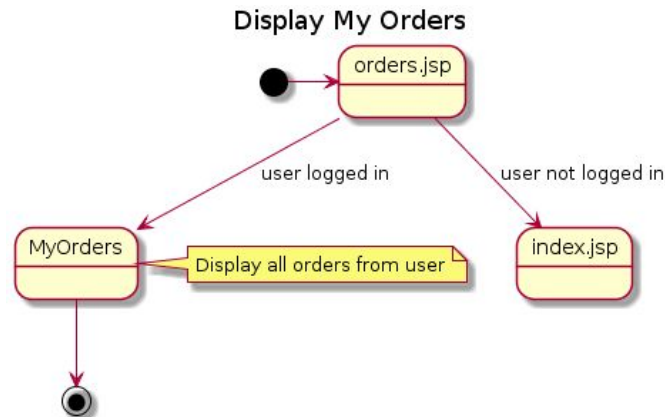 Display My Orders
orders.jsp
user logged in
user not logged in
MyOrders
Display all orders from user
index.jsp